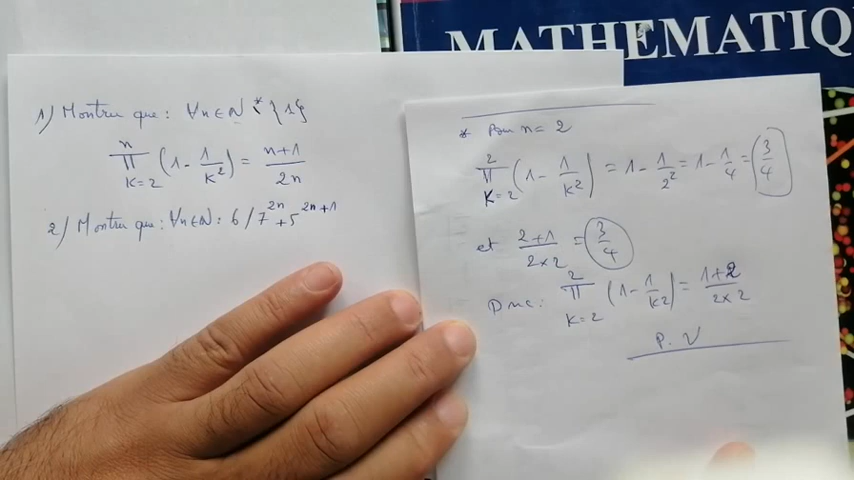 MATHEMATIQ
1) Montrer que : ∀n∈ℕ*\{1}
n
∏ (1 - 1/K²) = n+1/2n
K=2
2) Montrer que : ∀n∈ℕ : 6 / 7^2n + 5^2n+1
* Pour n = 2
2
∏ (1 - 1/K²) = 1 - 1/2² = 1 - 1/4 = 3/4
K=2
et 2+1/2×2 = 3/4
Donc : 2
∏ (1 - 1/K²) = 1+2/2×2
K=2
P.V